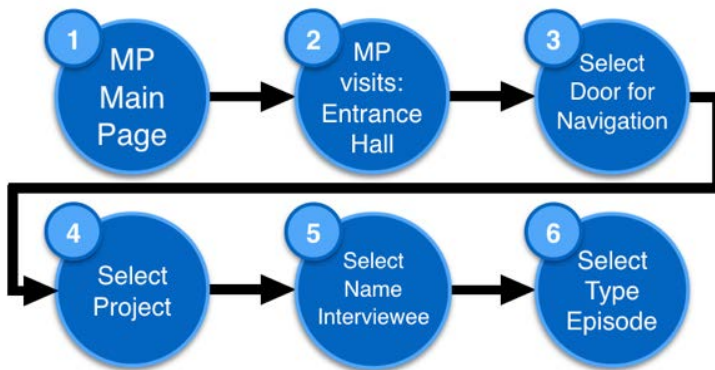 1
MP
Main
Page
2
MP
visits:
Entrance
Hall
3
Select
Door for
Navigation
4
Select
Project
5
Select
Name
Interviewee
6
Select
Type
Episode